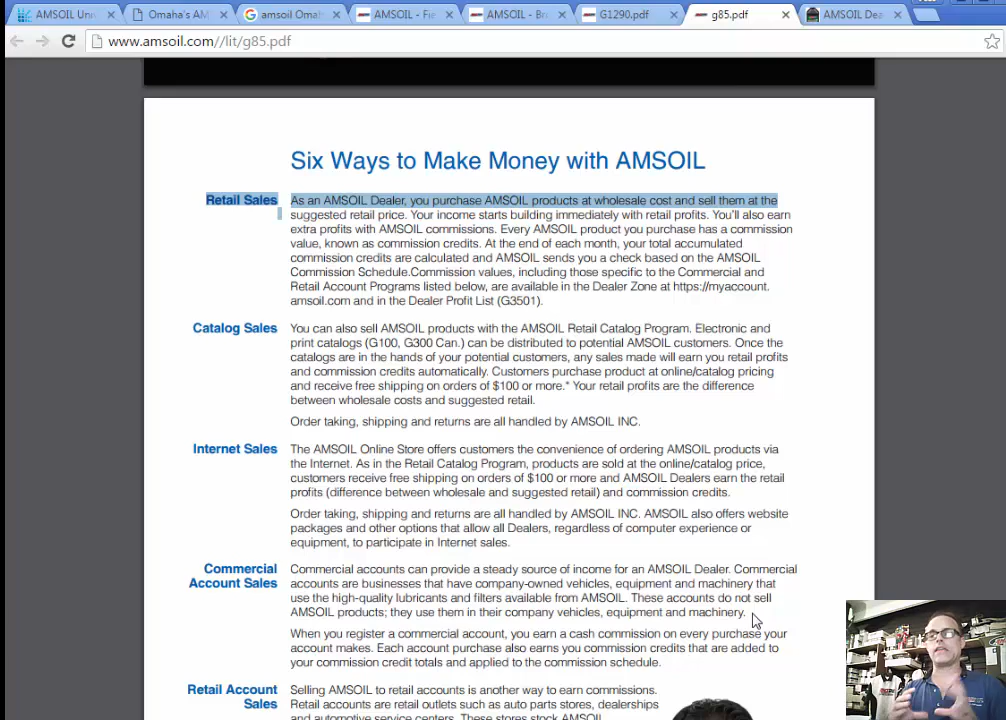 AMSOIL Uni
Omaha's AM
amsoil Omah
AMSOIL - Fie
AMSOIL - Br
G1290.pdf
g85.pdf
AMSOIL Dea
www.amsoil.com//lit/g85.pdf
Six Ways to Make Money with AMSOIL
Retail Sales As an AMSOIL Dealer, you purchase AMSOIL products at wholesale cost and sell them at the
suggested retail price. Your income starts building immediately with retail profits. You'll also earn
extra profits with AMSOIL commissions. Every AMSOIL product you purchase has a commission
value, known as commission credits. At the end of each month, your total accumulated
commission credits are calculated and AMSOIL sends you a check based on the AMSOIL
Commission Schedule.Commission values, including those specific to the Commercial and
Retail Account Programs listed below, are available in the Dealer Zone at https://myaccount.
amsoil.com and in the Dealer Profit List (G3501).
Catalog Sales You can also sell AMSOIL products with the AMSOIL Retail Catalog Program. Electronic and
print catalogs (G100, G300 Can.) can be distributed to potential AMSOIL customers. Once the
catalogs are in the hands of your potential customers, any sales made will earn you retail profits
and commission credits automatically. Customers purchase product at online/catalog pricing
and receive free shipping on orders of $100 or more.* Your retail profits are the difference
between wholesale costs and suggested retail.
Order taking, shipping and returns are all handled by AMSOIL INC.
Internet Sales The AMSOIL Online Store offers customers the convenience of ordering AMSOIL products via
the Internet. As in the Retail Catalog Program, products are sold at the online/catalog price,
customers receive free shipping on orders of $100 or more and AMSOIL Dealers earn the retail
profits (difference between wholesale and suggested retail) and commission credits.
Order taking, shipping and returns are all handled by AMSOIL INC. AMSOIL also offers website
packages and other options that allow all Dealers, regardless of computer experience or
equipment, to participate in Internet sales.
Commercial Commercial accounts can provide a steady source of income for an AMSOIL Dealer. Commercial
Account Sales accounts are businesses that have company-owned vehicles, equipment and machinery that
use the high-quality lubricants and filters available from AMSOIL. These accounts do not sell
AMSOIL products; they use them in their company vehicles, equipment and machinery.
When you register a commercial account, you earn a cash commission on every purchase your
account makes. Each account purchase also earns you commission credits that are added to
your commission credit totals and applied to the commission schedule.
Retail Account Selling AMSOIL to retail accounts is another way to earn commissions.
Sales Retail accounts are retail outlets such as auto parts stores, dealerships
and automotive service centers. These stores stock AMSOIL